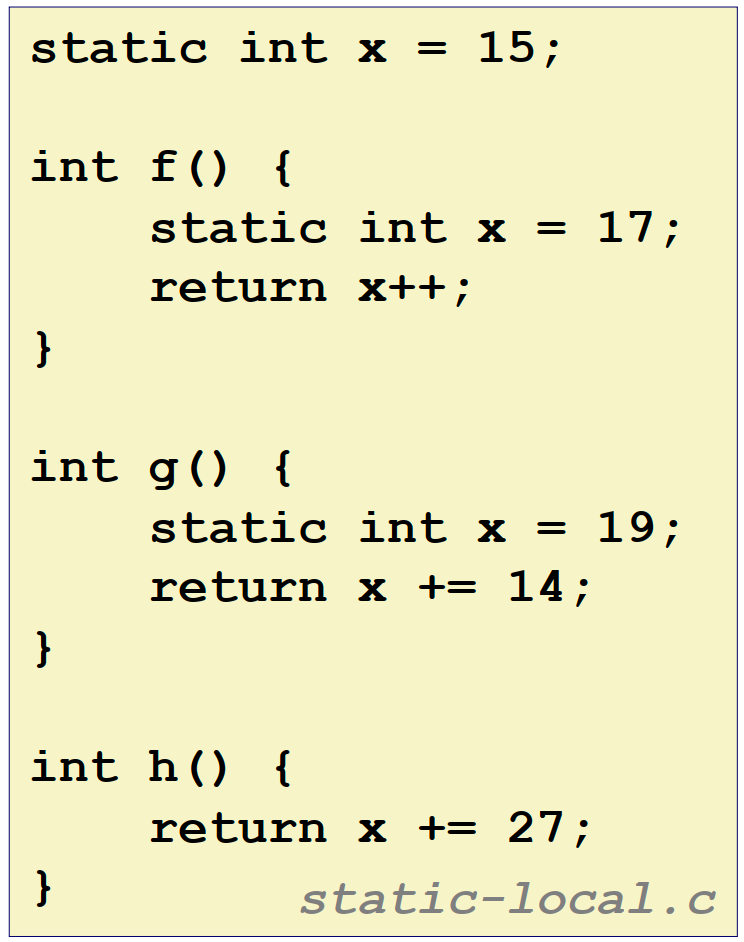 static int x = 15;
int f() {
static int x = 17;
return x++;
}
int g() {
static int x = 19;
return x += 14;
}
int h() {
return x += 27;
}
static-local.c